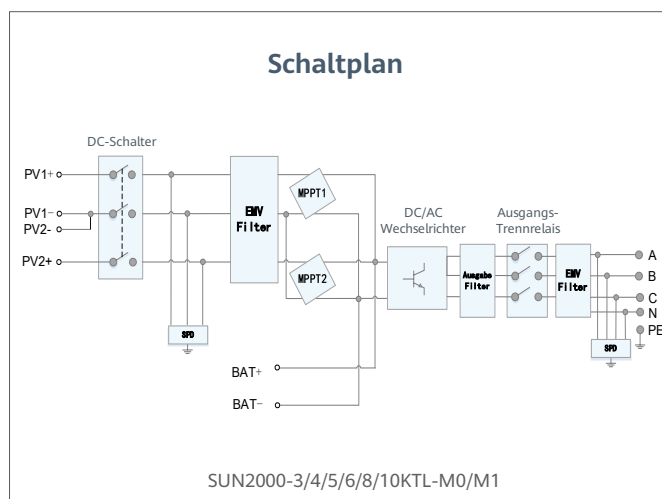 Schaltplan
DC-Schalter
PV1+
PV1−
PV2-
PV2+
EMV
Filter
MPPT1
MPPT2
DC/AC
Wechselrichter
Ausgabe
Filter
Ausgangs-
Trennrelais
EMV
Filter
A
B
C
N
PE
SPD
SPD
BAT+
BAT−
SUN2000-3/4/5/6/8/10KTL-M0/M1